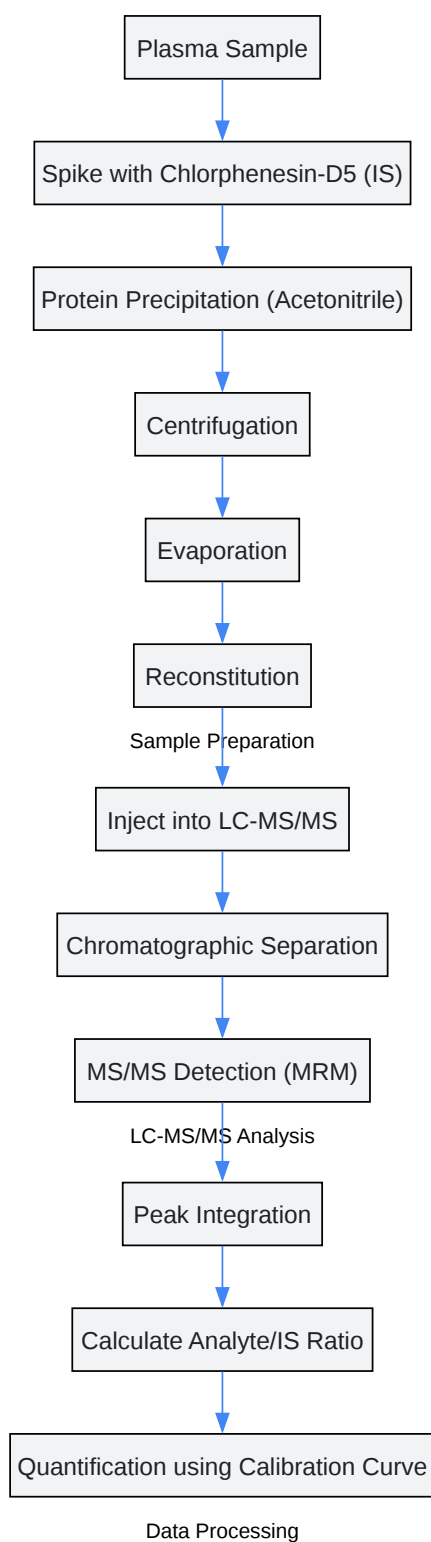 Plasma Sample
Spike with Chlorphenesin-D5 (IS)
Protein Precipitation (Acetonitrile)
Centrifugation
Evaporation
Reconstitution
Sample Preparation
Inject into LC-MS/MS
Chromatographic Separation
MS/MS Detection (MRM)
LC-MS/MS Analysis
Peak Integration
Calculate Analyte/IS Ratio
Quantification using Calibration Curve
Data Processing